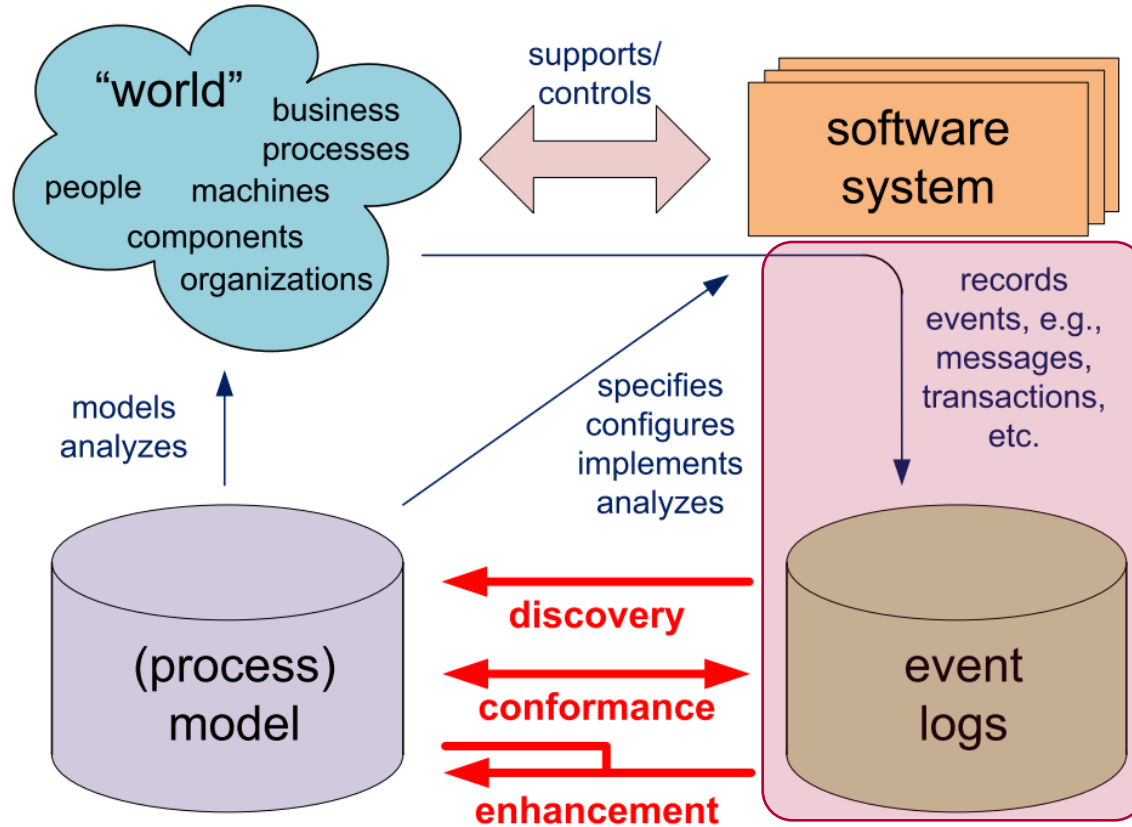 “world”
business
processes
people
machines
components
organizations
supports/
controls
software
system
records
events, e.g.,
messages,
transactions,
etc.
models
analyzes
specifies
configures
implements
analyzes
discovery
conformance
enhancement
(process)
model
event
logs